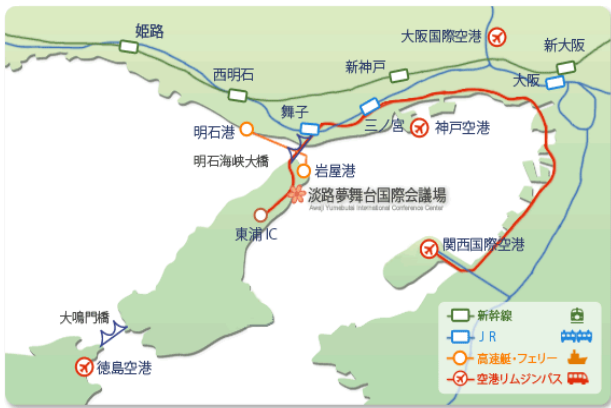 姫路
大阪国際空港
新大阪
西明石
新神戸
大阪
明石港
舞子
三ノ宮
神戸空港
明石海峡大橋
岩屋港
淡路夢舞台国際会議場
Awaji Yumebutai International Conference Center
東浦IC
関西国際空港
大鳴門橋
徳島空港
新幹線
JR
高速艇・フェリー
空港リムジンバス